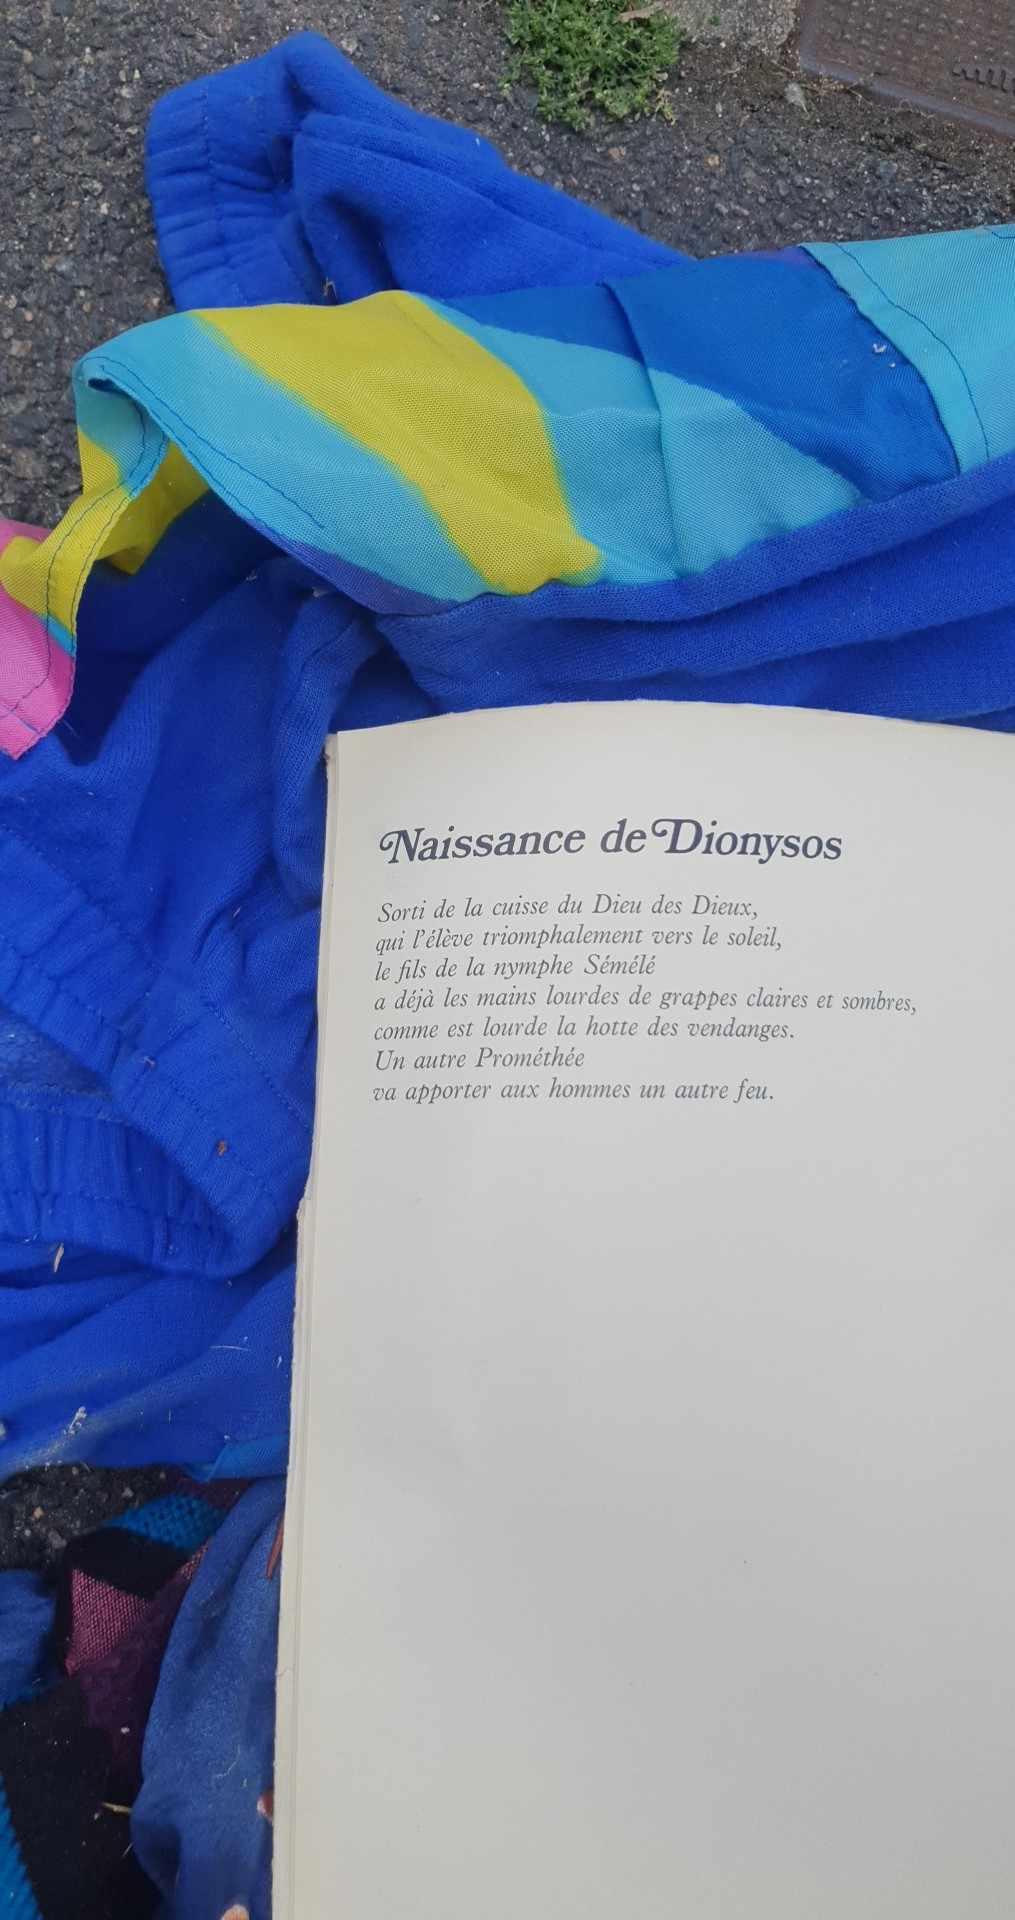 Naissance de Dionysos
Sorti de la cuisse du Dieu des Dieux,
qui l'élève triomphalement vers le soleil,
le fils de la nymphe Sémélé
a déjà les mains lourdes de grappes claires et sombres,
comme est lourde la hotte des vendanges.
Un autre Prométhée
va apporter aux hommes un autre feu.